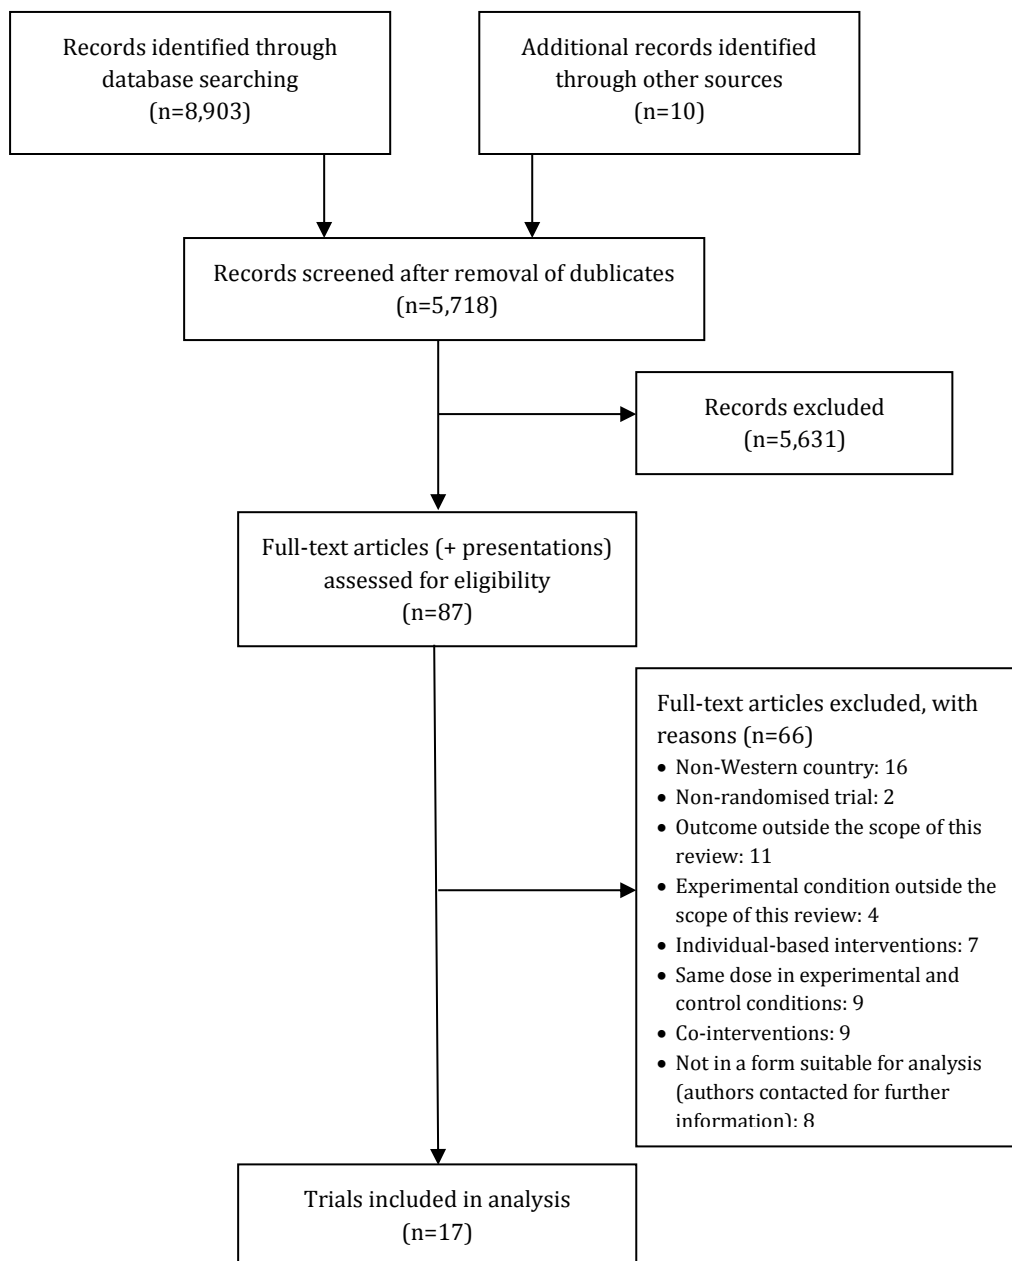 Records identified through
database searching
(n=8,903)
Additional records identified
through other sources
(n=10)
Records screened after removal of dublicates
(n=5,718)
Records excluded
(n=5,631)
Full-text articles (+ presentations)
assessed for eligibility
(n=87)
Full-text articles excluded, with
reasons (n=66)
• Non-Western country: 16
• Non-randomised trial: 2
• Outcome outside the scope of this
review: 11
• Experimental condition outside the
scope of this review: 4
• Individual-based interventions: 7
• Same dose in experimental and
control conditions: 9
• Co-interventions: 9
• Not in a form suitable for analysis
(authors contacted for further
information): 8
Trials included in analysis
(n=17)